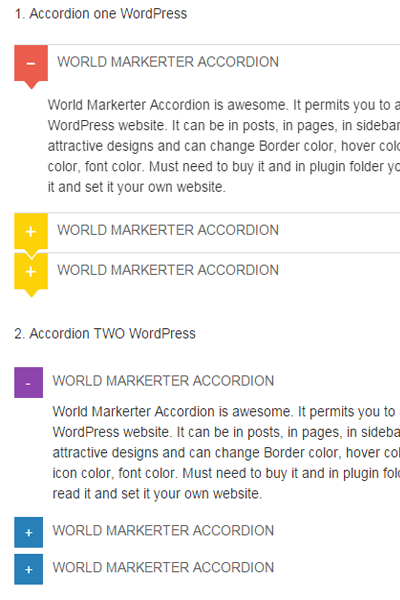 1. Accordion one WordPress
– WORLD MARKERTER ACCORDION
World Markerter Accordion is awesome. It permits you to a
WordPress website. It can be in posts, in pages, in sidebar
attractive designs and can change Border color, hover colo
color, font color. Must need to buy it and in plugin folder yo
it and set it your own website.
+ WORLD MARKERTER ACCORDION
+ WORLD MARKERTER ACCORDION
2. Accordion TWO WordPress
- WORLD MARKERTER ACCORDION
World Markerter Accordion is awesome. It permits you to
WordPress website. It can be in posts, in pages, in sideba
attractive designs and can change Border color, hover col
icon color, font color. Must need to buy it and in plugin fol
read it and set it your own website.
+ WORLD MARKERTER ACCORDION
+ WORLD MARKERTER ACCORDION